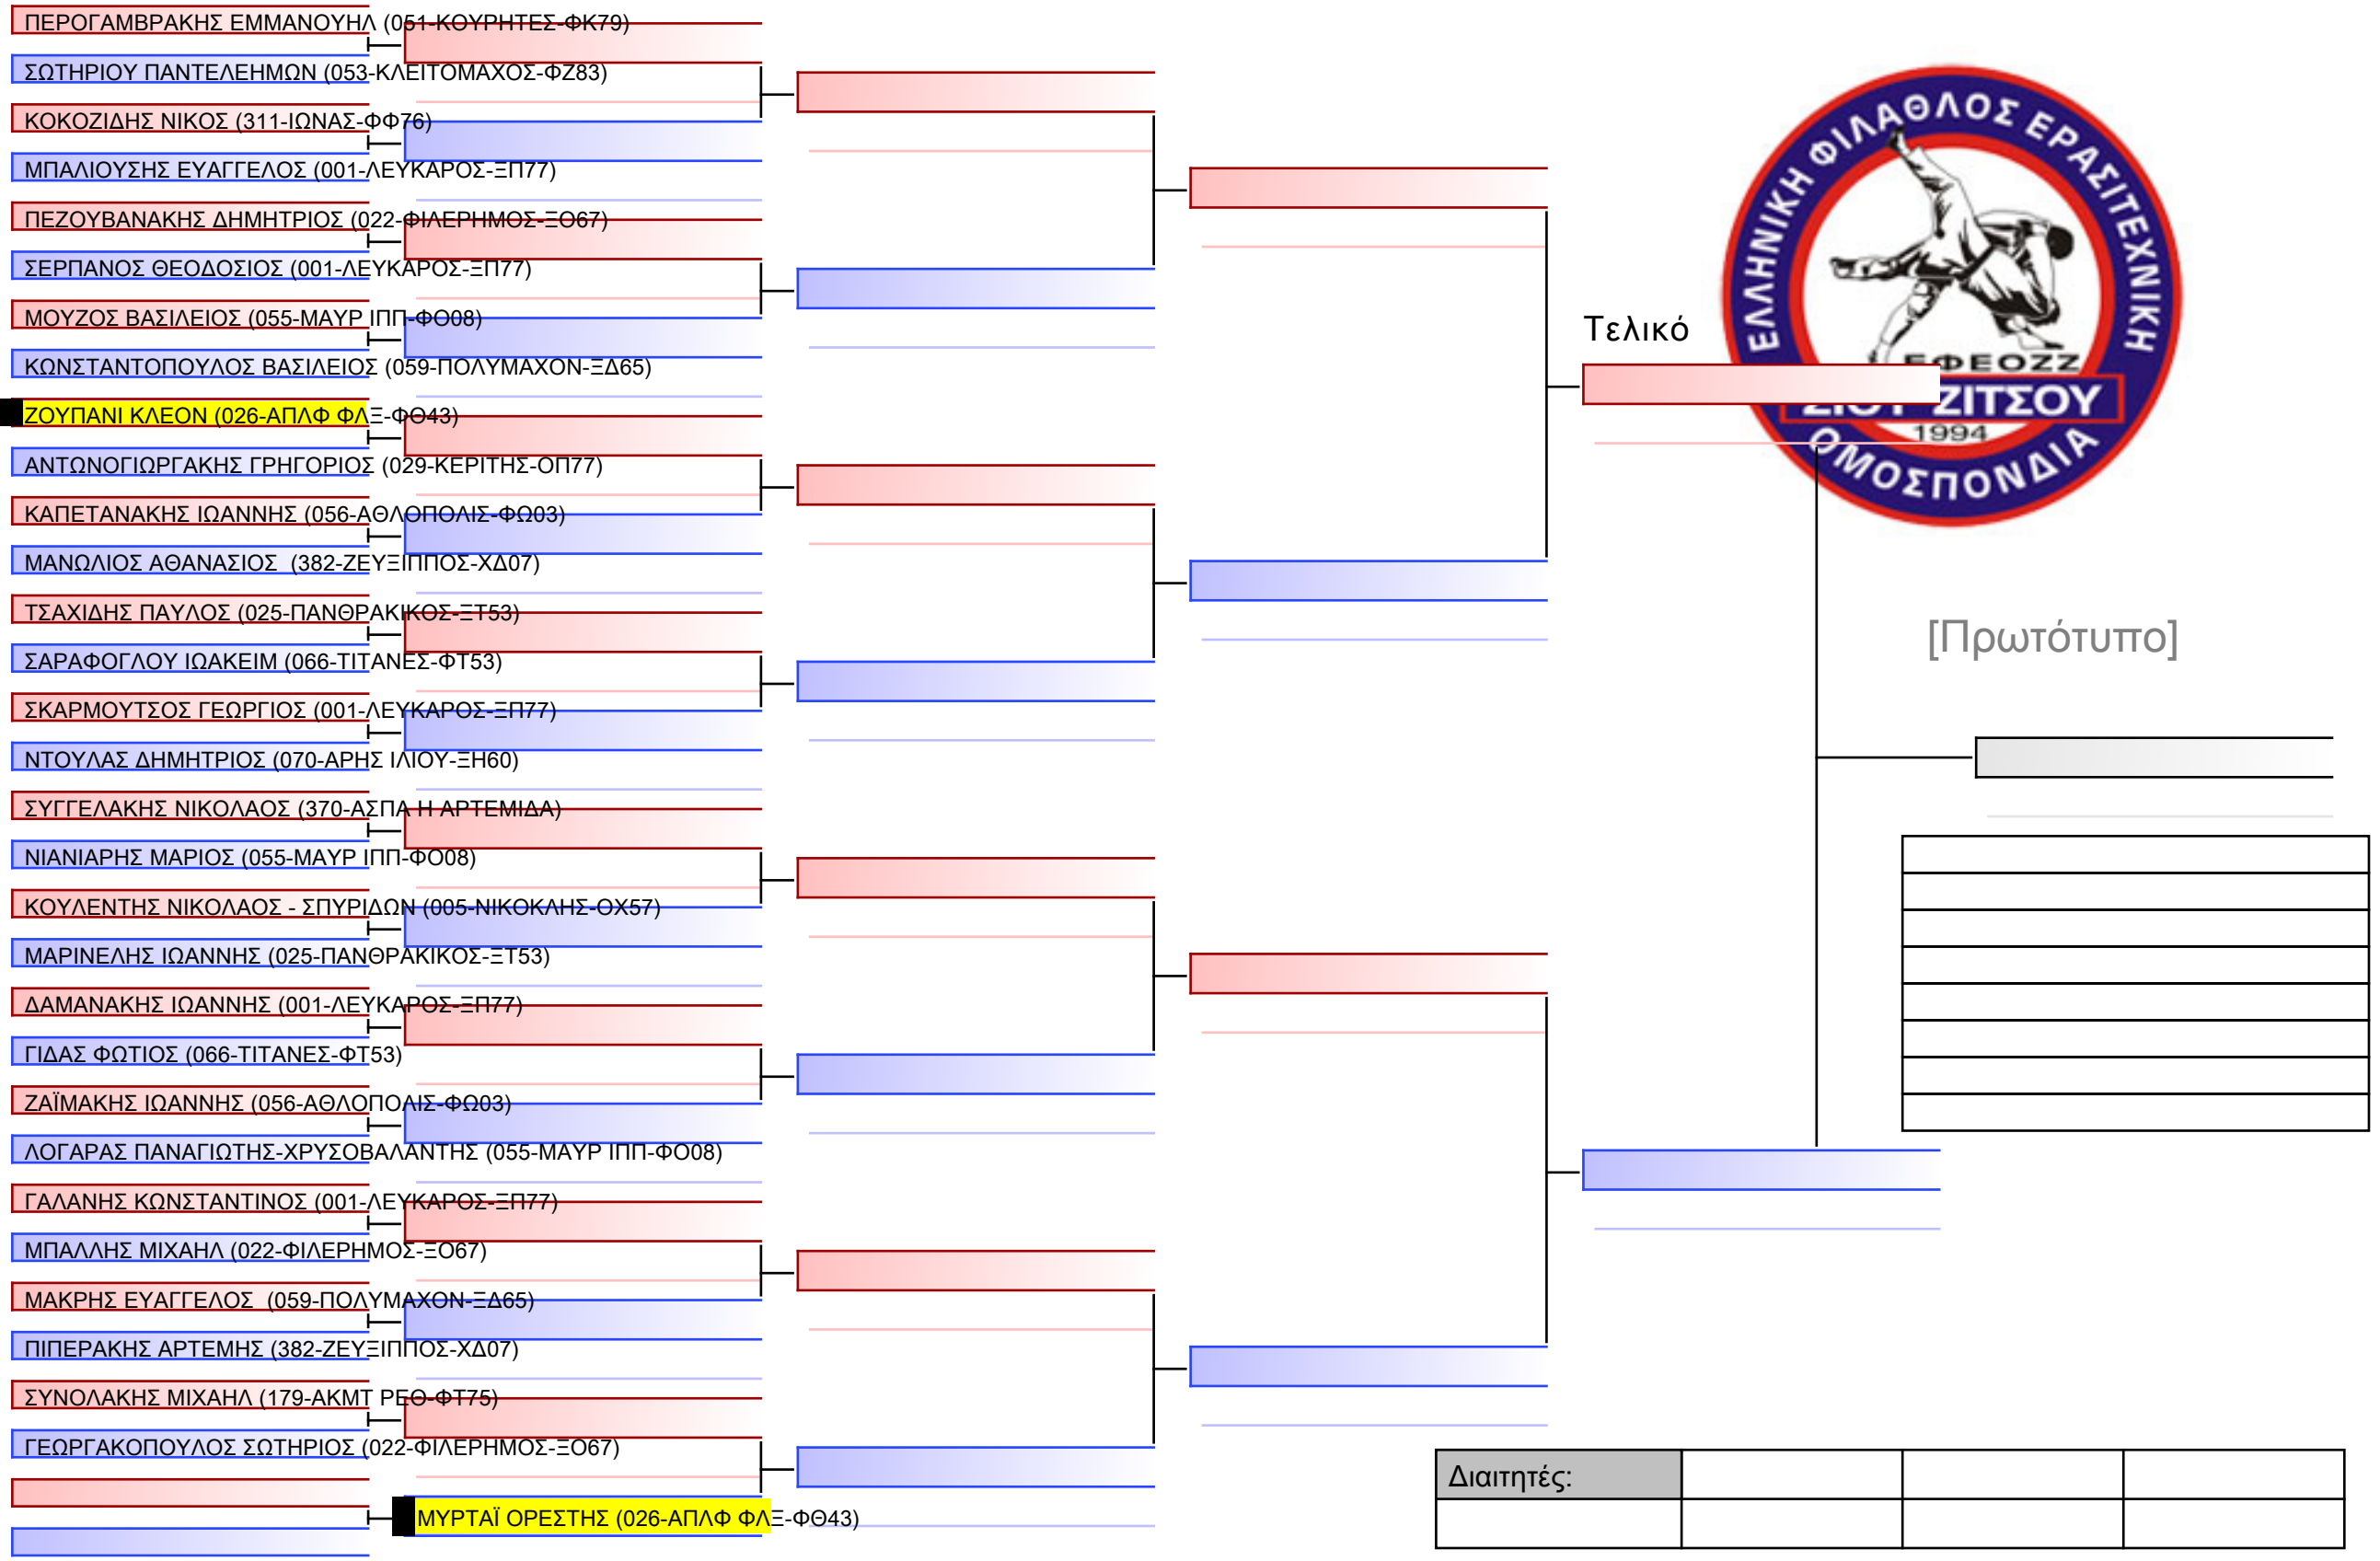 ΠΕΡΟΓΑΜΒΡΑΚΗΣ ΕΜΜΑΝΟΥΗΛ (051-ΚΟΥΡΗΤΕΣ-ΦΚ79)
ΣΩΤΗΡΙΟΥ ΠΑΝΤΕΛΕΗΜΩΝ (053-ΚΛΕΙΤΟΜΑΧΟΣ-ΦΖ83)
ΚΟΚΟΖΙΔΗΣ ΝΙΚΟΣ (311-ΙΩΝΑΣ-ΦΦ76)
ΜΠΑΛΙΟΥΣΗΣ ΕΥΑΓΓΕΛΟΣ (001-ΛΕΥΚΑΡΟΣ-ΞΠ77)
ΠΕΖΟΥΒΑΝΑΚΗΣ ΔΗΜΗΤΡΙΟΣ (022-ΦΙΛΕΡΗΜΟΣ-ΞΟ67)
ΣΕΡΠΑΝΟΣ ΘΕΟΔΟΣΙΟΣ (001-ΛΕΥΚΑΡΟΣ-ΞΠ77)
ΜΟΥΖΟΣ ΒΑΣΙΛΕΙΟΣ (055-ΜΑΥΡ ΙΠΠ-ΦΟ08)
ΚΩΝΣΤΑΝΤΟΠΟΥΛΟΣ ΒΑΣΙΛΕΙΟΣ (059-ΠΟΛΥΜΑΧΟΝ-ΞΔ65)
ΖΟΥΠΑΝΙ ΚΛΕΟΝ (026-ΑΠΛΦ ΦΛΞ-ΦΘ43)
ΑΝΤΩΝΟΓΙΩΡΓΑΚΗΣ ΓΡΗΓΟΡΙΟΣ (029-ΚΕΡΙΤΗΣ-ΟΠ77)
ΚΑΠΕΤΑΝΑΚΗΣ ΙΩΑΝΝΗΣ (056-ΑΘΛΟΠΟΛΙΣ-ΦΩ03)
ΜΑΝΩΛΙΟΣ ΑΘΑΝΑΣΙΟΣ (382-ΖΕΥΞΙΠΠΟΣ-ΧΔ07)
ΤΣΑΧΙΔΗΣ ΠΑΥΛΟΣ (025-ΠΑΝΘΡΑΚΙΚΟΣ-ΞΤ53)
ΣΑΡΑΦΟΓΛΟΥ ΙΩΑΚΕΙΜ (066-ΤΙΤΑΝΕΣ-ΦΤ53)
ΣΚΑΡΜΟΥΤΣΟΣ ΓΕΩΡΓΙΟΣ (001-ΛΕΥΚΑΡΟΣ-ΞΠ77)
ΝΤΟΥΛΑΣ ΔΗΜΗΤΡΙΟΣ (070-ΑΡΗΣ ΙΛΙΟΥ-ΞΗ60)
ΣΥΓΓΕΛΑΚΗΣ ΝΙΚΟΛΑΟΣ (370-ΑΣΠΑ Η ΑΡΤΕΜΙΔΑ)
ΝΙΑΝΙΑΡΗΣ ΜΑΡΙΟΣ (055-ΜΑΥΡ ΙΠΠ-ΦΟ08)
ΚΟΥΛΕΝΤΗΣ ΝΙΚΟΛΑΟΣ - ΣΠΥΡΙΔΩΝ (005-ΝΙΚΟΚΛΗΣ-ΟΧ57)
ΜΑΡΙΝΕΛΗΣ ΙΩΑΝΝΗΣ (025-ΠΑΝΘΡΑΚΙΚΟΣ-ΞΤ53)
ΔΑΜΑΝΑΚΗΣ ΙΩΑΝΝΗΣ (001-ΛΕΥΚΑΡΟΣ-ΞΠ77)
ΓΙΔΑΣ ΦΩΤΙΟΣ (066-ΤΙΤΑΝΕΣ-ΦΤ53)
ΖΑΪΜΑΚΗΣ ΙΩΑΝΝΗΣ (056-ΑΘΛΟΠΟΛΙΣ-ΦΩ03)
ΛΟΓΑΡΑΣ ΠΑΝΑΓΙΩΤΗΣ-ΧΡΥΣΟΒΑΛΑΝΤΗΣ (055-ΜΑΥΡ ΙΠΠ-ΦΟ08)
ΓΑΛΑΝΗΣ ΚΩΝΣΤΑΝΤΙΝΟΣ (001-ΛΕΥΚΑΡΟΣ-ΞΠ77)
ΜΠΑΛΛΗΣ ΜΙΧΑΗΛ (022-ΦΙΛΕΡΗΜΟΣ-ΞΟ67)
ΜΑΚΡΗΣ ΕΥΑΓΓΕΛΟΣ (059-ΠΟΛΥΜΑΧΟΝ-ΞΔ65)
ΠΙΠΕΡΑΚΗΣ ΑΡΤΕΜΗΣ (382-ΖΕΥΞΙΠΠΟΣ-ΧΔ07)
ΣΥΝΟΛΑΚΗΣ ΜΙΧΑΗΛ (179-ΑΚΜΤ ΡΕΘ-ΦΤ75)
ΓΕΩΡΓΑΚΟΠΟΥΛΟΣ ΣΩΤΗΡΙΟΣ (022-ΦΙΛΕΡΗΜΟΣ-ΞΟ67)
ΜΥΡΤΑΪ ΟΡΕΣΤΗΣ (026-ΑΠΛΦ ΦΛΞ-ΦΘ43)
Τελικό
ΕΛΛΗΝΙΚΗ ΦΙΛΑΘΛΟΣ ΕΡΑΣΙΤΕΧΝΙΚΗ
ΕΦΕΟΖΖ
ΖΙΟΥ ΖΙΤΣΟΥ
1994
ΟΜΟΣΠΟΝΔΙΑ
[Πρωτότυπο]
Διαιτητές: